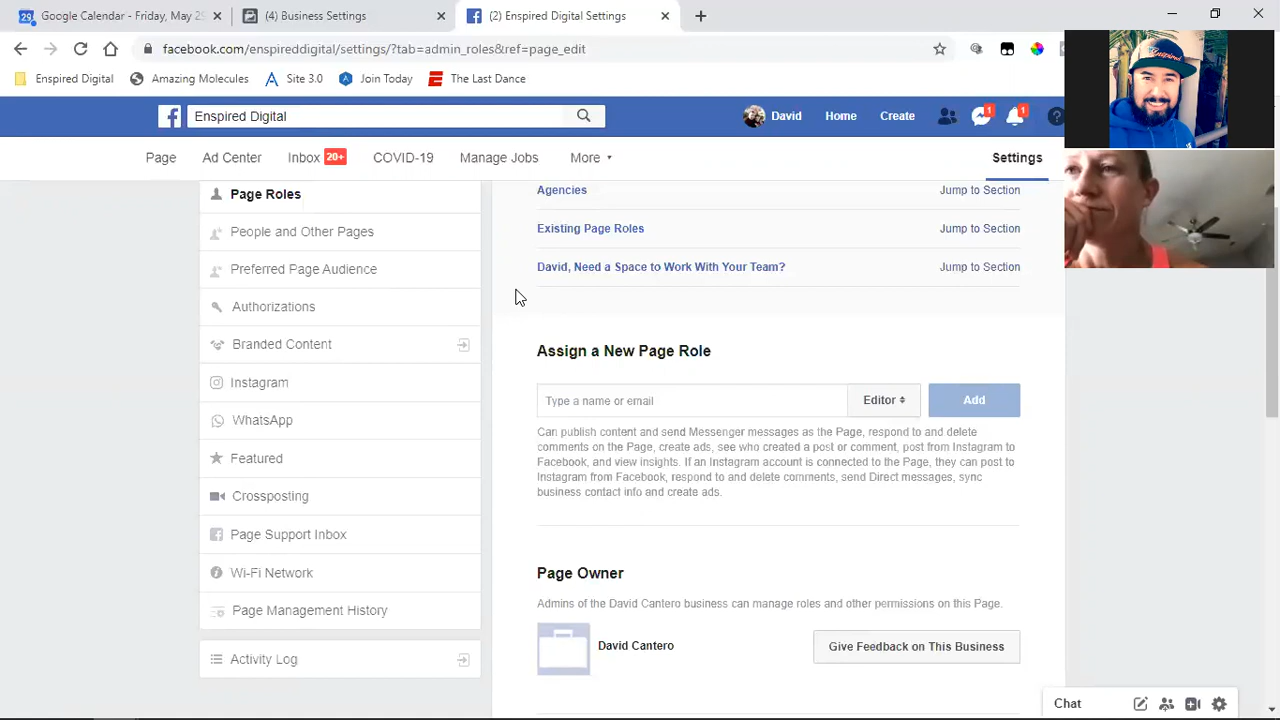 Google Calendar - Friday, May 29
(4) Business Settings
(2) Enspired Digital Settings
facebook.com/enspireddigital/settings/?tab=admin_roles&ref=page_edit
Enspired Digital
Amazing Molecules
Site 3.0
Join Today
The Last Dance
Enspired Digital
David
Home
Create
1
1
Page
Ad Center
Inbox 20+
COVID-19
Manage Jobs
More
Settings
Page Roles
People and Other Pages
Preferred Page Audience
Authorizations
Branded Content
Instagram
WhatsApp
Featured
Crossposting
Page Support Inbox
Wi-Fi Network
Page Management History
Activity Log
Agencies Jump to Section
Existing Page Roles Jump to Section
David, Need a Space to Work With Your Team? Jump to Section
Assign a New Page Role
Type a name or email
Editor
Add
Can publish content and send Messenger messages as the Page, respond to and delete
comments on the Page, create ads, see who created a post or comment, post from Instagram to
Facebook, and view insights. If an Instagram account is connected to the Page, they can post to
Instagram from Facebook, respond to and delete comments, send Direct messages, sync
business contact info and create ads.
Page Owner
Admins of the David Cantero business can manage roles and other permissions on this Page.
David Cantero
Give Feedback on This Business
Chat